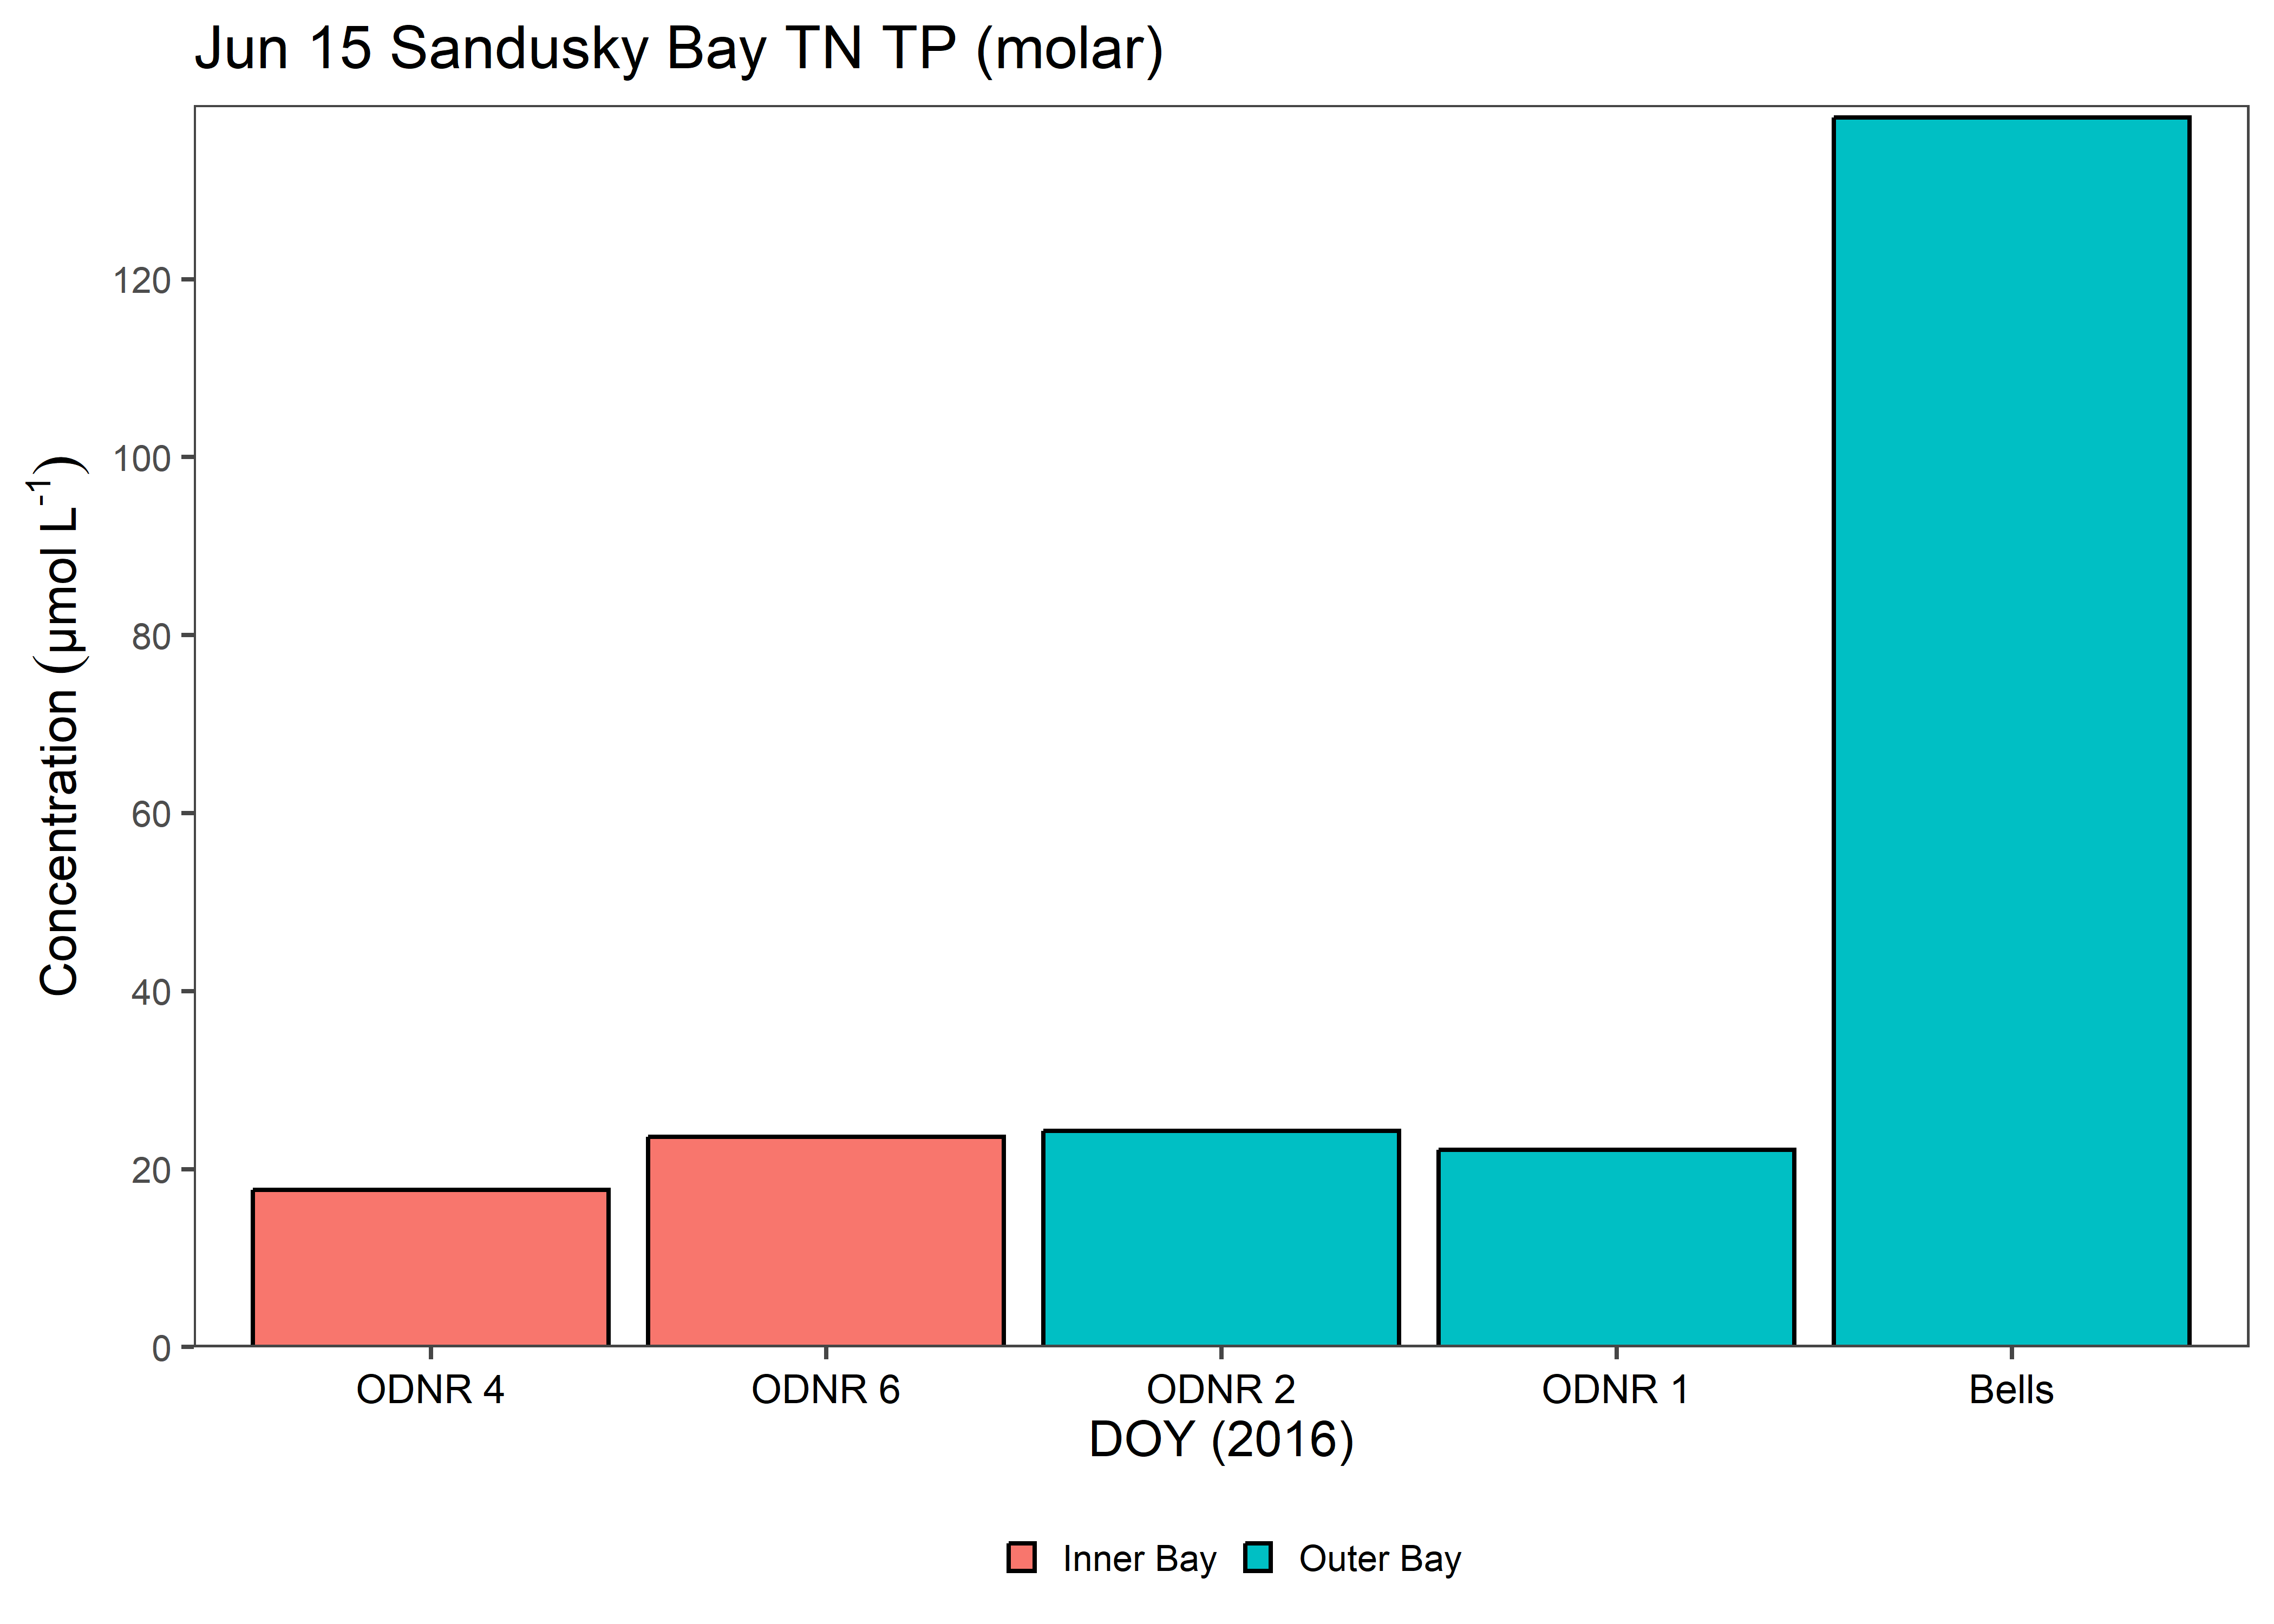 Jun 15 Sandusky Bay TN TP (molar)
Concentration (µmol L⁻¹)
120
100
80
60
40
20
0
ODNR 4 ODNR 6 ODNR 2 ODNR 1 Bells
DOY (2016)
Inner Bay Outer Bay